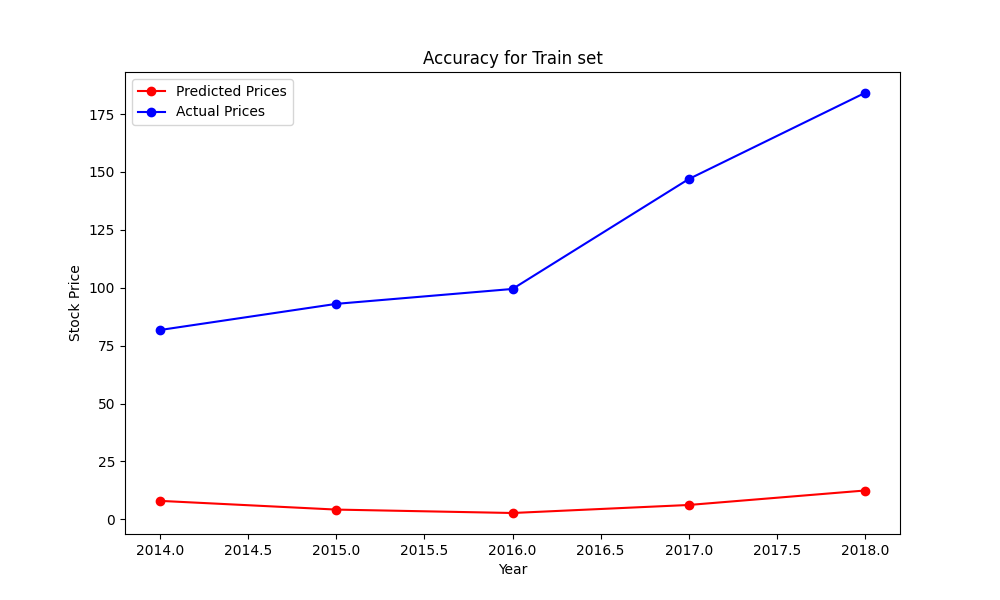 Accuracy for Train set
Predicted Prices
Actual Prices
175
150
125
100
75
50
25
0
Stock Price
2014.0 2014.5 2015.0 2015.5 2016.0 2016.5 2017.0 2017.5 2018.0
Year